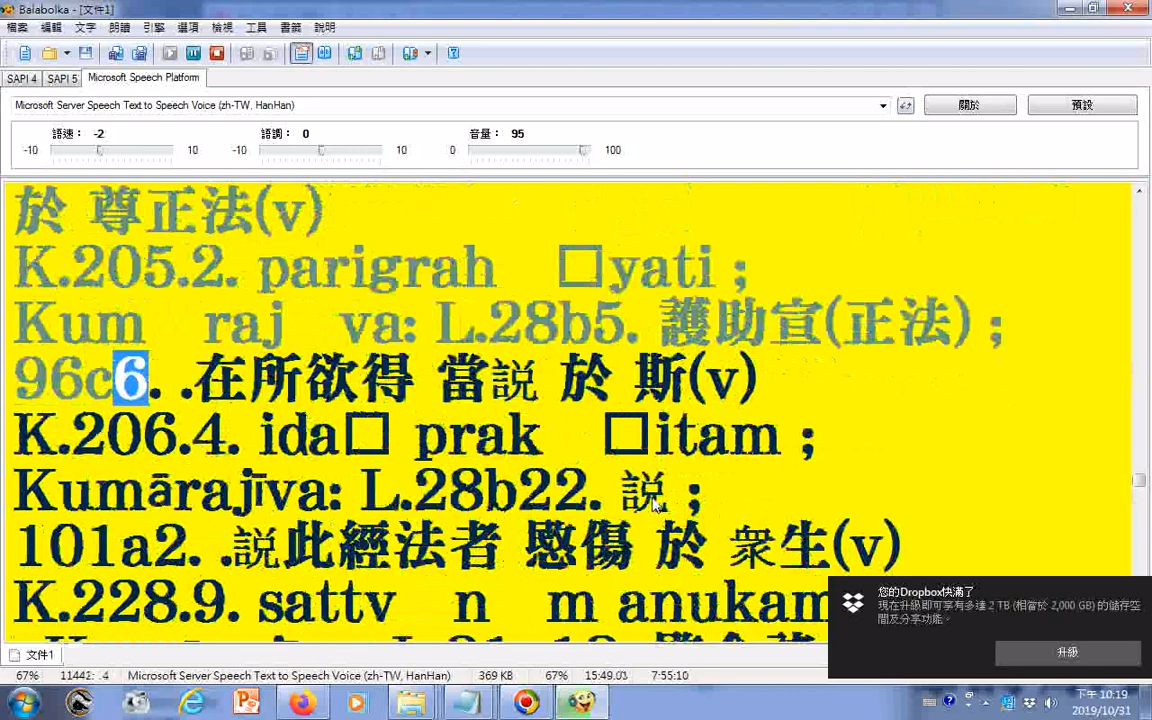 Balabolka - [文件1]
檔案 編輯 文字 朗讀 引擎 選項 檢視 工具 書籤 說明
SAPI 4 SAPI 5 Microsoft Speech Platform
Microsoft Server Speech Text to Speech Voice (zh-TW, HanHan) 關於 預設
語速： -2 語調： 0 音量： 95
-10 10 -10 10 0 100
於 尊正法(v)
K.205.2. parigrah □yati ;
Kum raj va: L.28b5. 護助宣(正法) ;
96c6. .在所欲得 當説 於 斯(v)
K.206.4. ida□ prak □itam ;
Kumārajīva: L.28b22. 説 ;
101a2. .説此經法者 愍傷 於 衆生(v)
K.228.9. sattv n m anukam
您的Dropbox快滿了
現在升級即可享有多達 2 TB (相當於 2,000 GB) 的儲存空
間及分享功能。
升級
文件1
67% 11442: .4 Microsoft Server Speech Text to Speech Voice (zh-TW, HanHan) 369 KB 67% 15:49.03 7:55:10
下午 10:19
2019/10/31